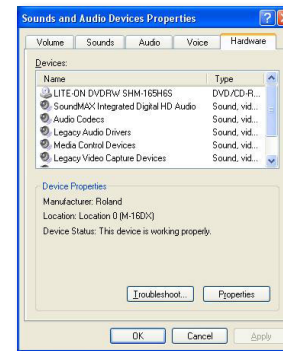 Sounds and Audio Devices Properties
Volume Sounds Audio Voice Hardware
Devices:
Name Type
LITE-ON DVDRW SHM-165H6S DVD/CD-R...
SoundMAX Integrated Digital HD Audio Sound, vid...
Audio Codecs Sound, vid...
Legacy Audio Drivers Sound, vid...
Media Control Devices Sound, vid...
Legacy Video Capture Devices Sound, vid...
Device Properties
Manufacturer: Roland
Location: Location 0 (M-16DX)
Device Status: This device is working properly.
Troubleshoot... Properties
OK Cancel Apply